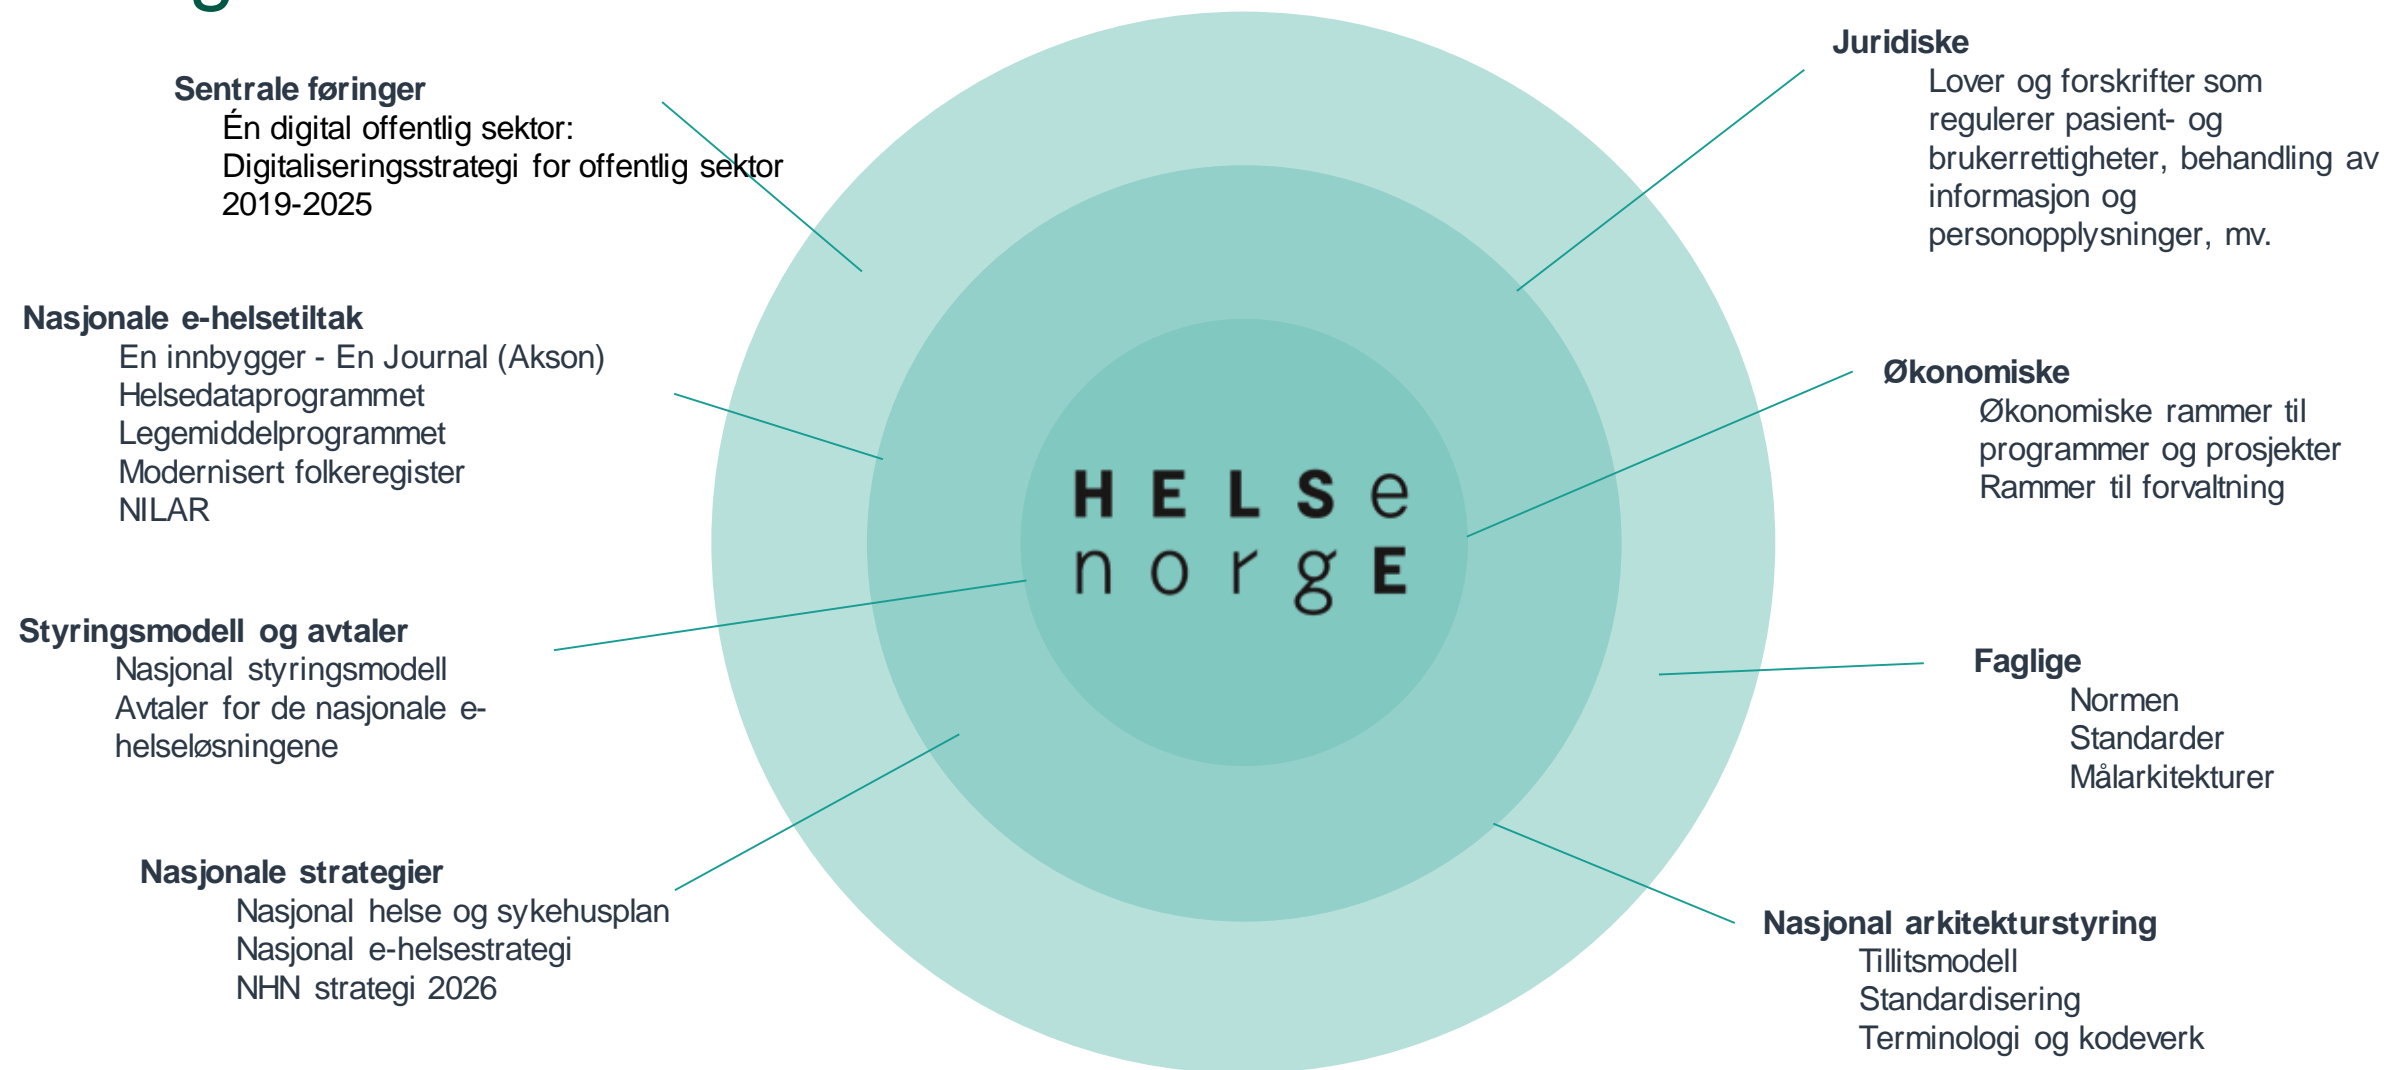 Sentrale føringer
Én digital offentlig sektor:
Digitaliseringsstrategi for offentlig sektor
2019-2025
Nasjonale e-helsetiltak
En innbygger - En Journal (Akson)
Helsedataprogrammet
Legemiddelprogrammet
Modernisert folkeregister
NILAR
Styringsmodell og avtaler
Nasjonal styringsmodell
Avtaler for de nasjonale e-
helseløsningene
Nasjonale strategier
Nasjonal helse og sykehusplan
Nasjonal e-helsestrategi
NHN strategi 2026
HELSe
norgE
Juridiske
Lover og forskrifter som
regulerer pasient- og
brukerrettigheter, behandling av
informasjon og
personopplysninger, mv.
Økonomiske
Økonomiske rammer til
programmer og prosjekter
Rammer til forvaltning
Faglige
Normen
Standarder
Målarkitekturer
Nasjonal arkitekturstyring
Tillitsmodell
Standardisering
Terminologi og kodeverk